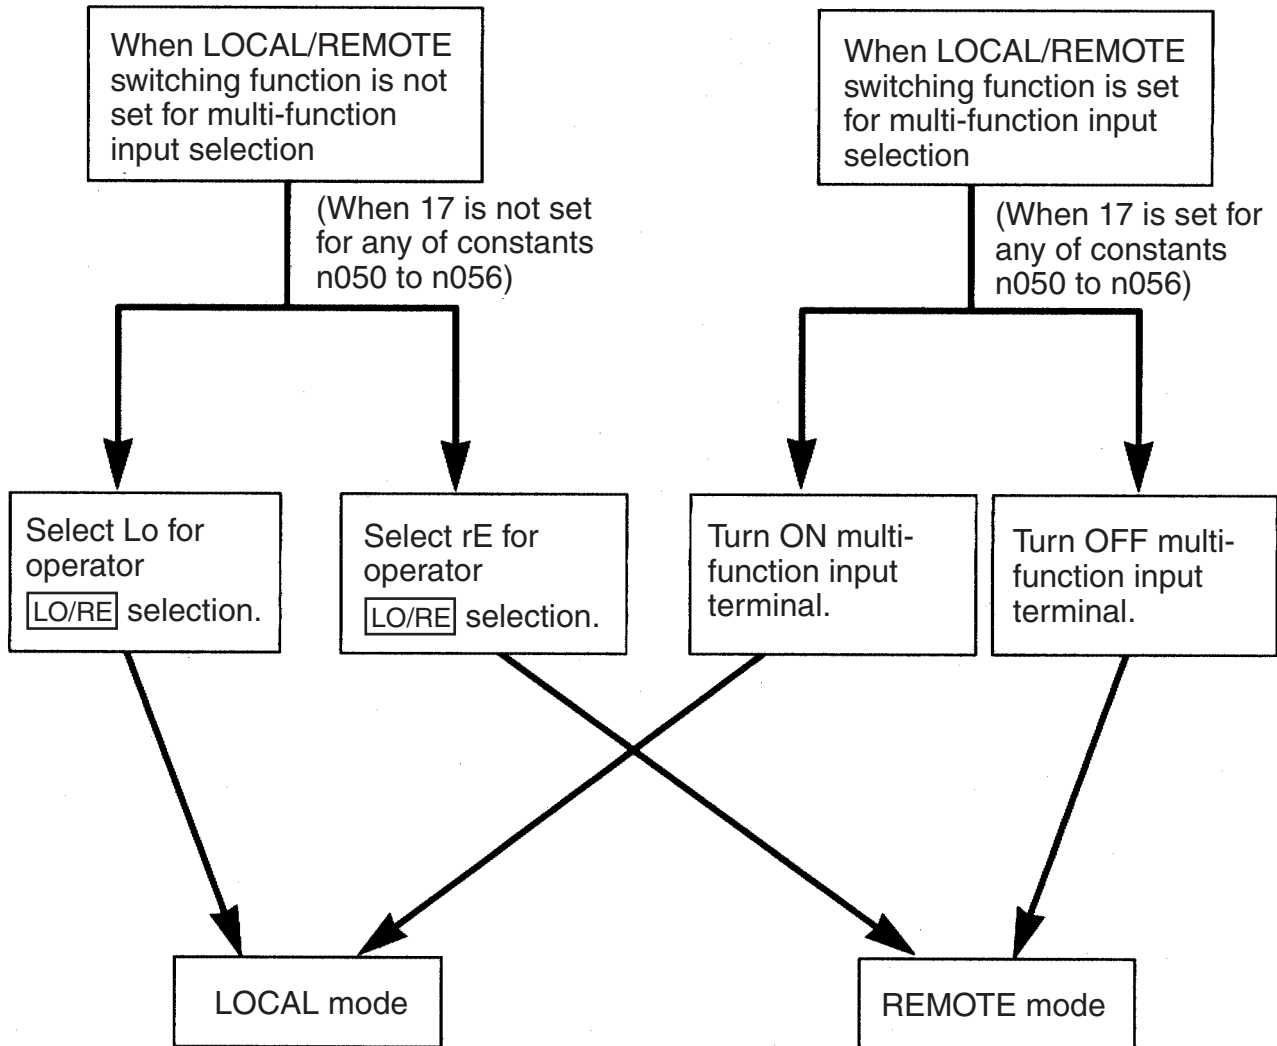 When LOCAL/REMOTE
switching function is not
set for multi-function
input selection
When LOCAL/REMOTE
switching function is set
for multi-function input
selection
(When 17 is not set
for any of constants
n050 to n056)
(When 17 is set for
any of constants
n050 to n056)
Select Lo for
operator
LO/RE selection.
Select rE for
operator
LO/RE selection.
Turn ON multi-
function input
terminal.
Turn OFF multi-
function input
terminal.
LOCAL mode
REMOTE mode